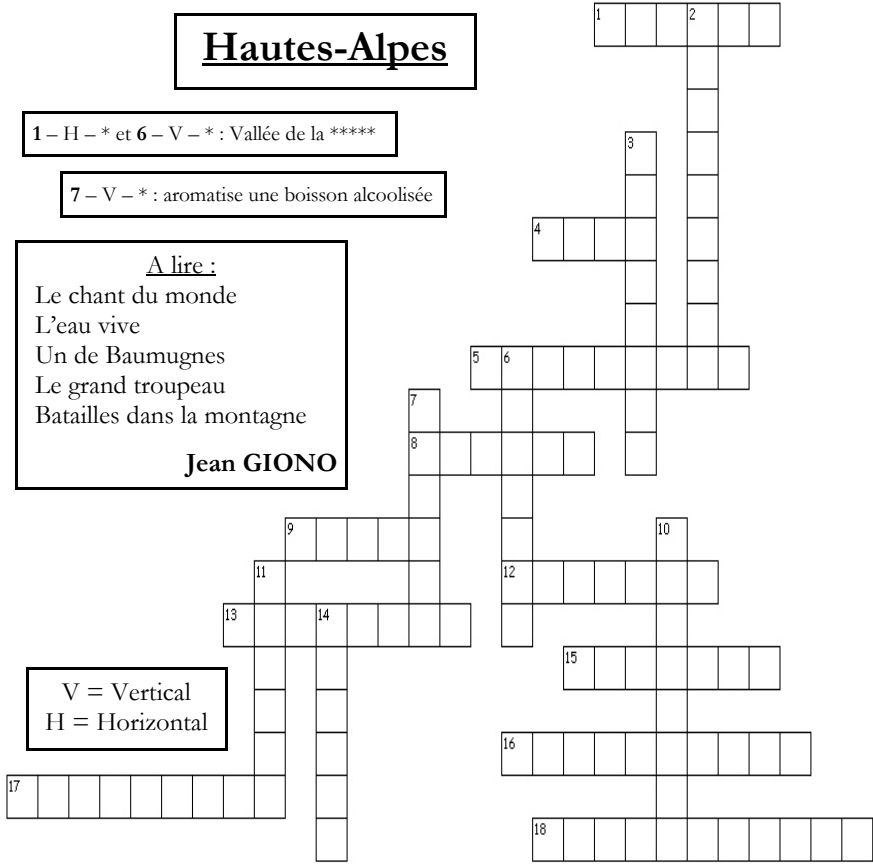 Hautes-Alpes
1 – H – * et 6 – V – * : Vallée de la *****
7 – V – * : aromatise une boisson alcoolisée
A lire :
Le chant du monde
L’eau vive
Un de Baumugnes
Le grand troupeau
Batailles dans la montagne
Jean GIONO
V = Vertical
H = Horizontal
1 2
3
4
5 6
7
8
9 10
11 12
13 14
15
16
17
18